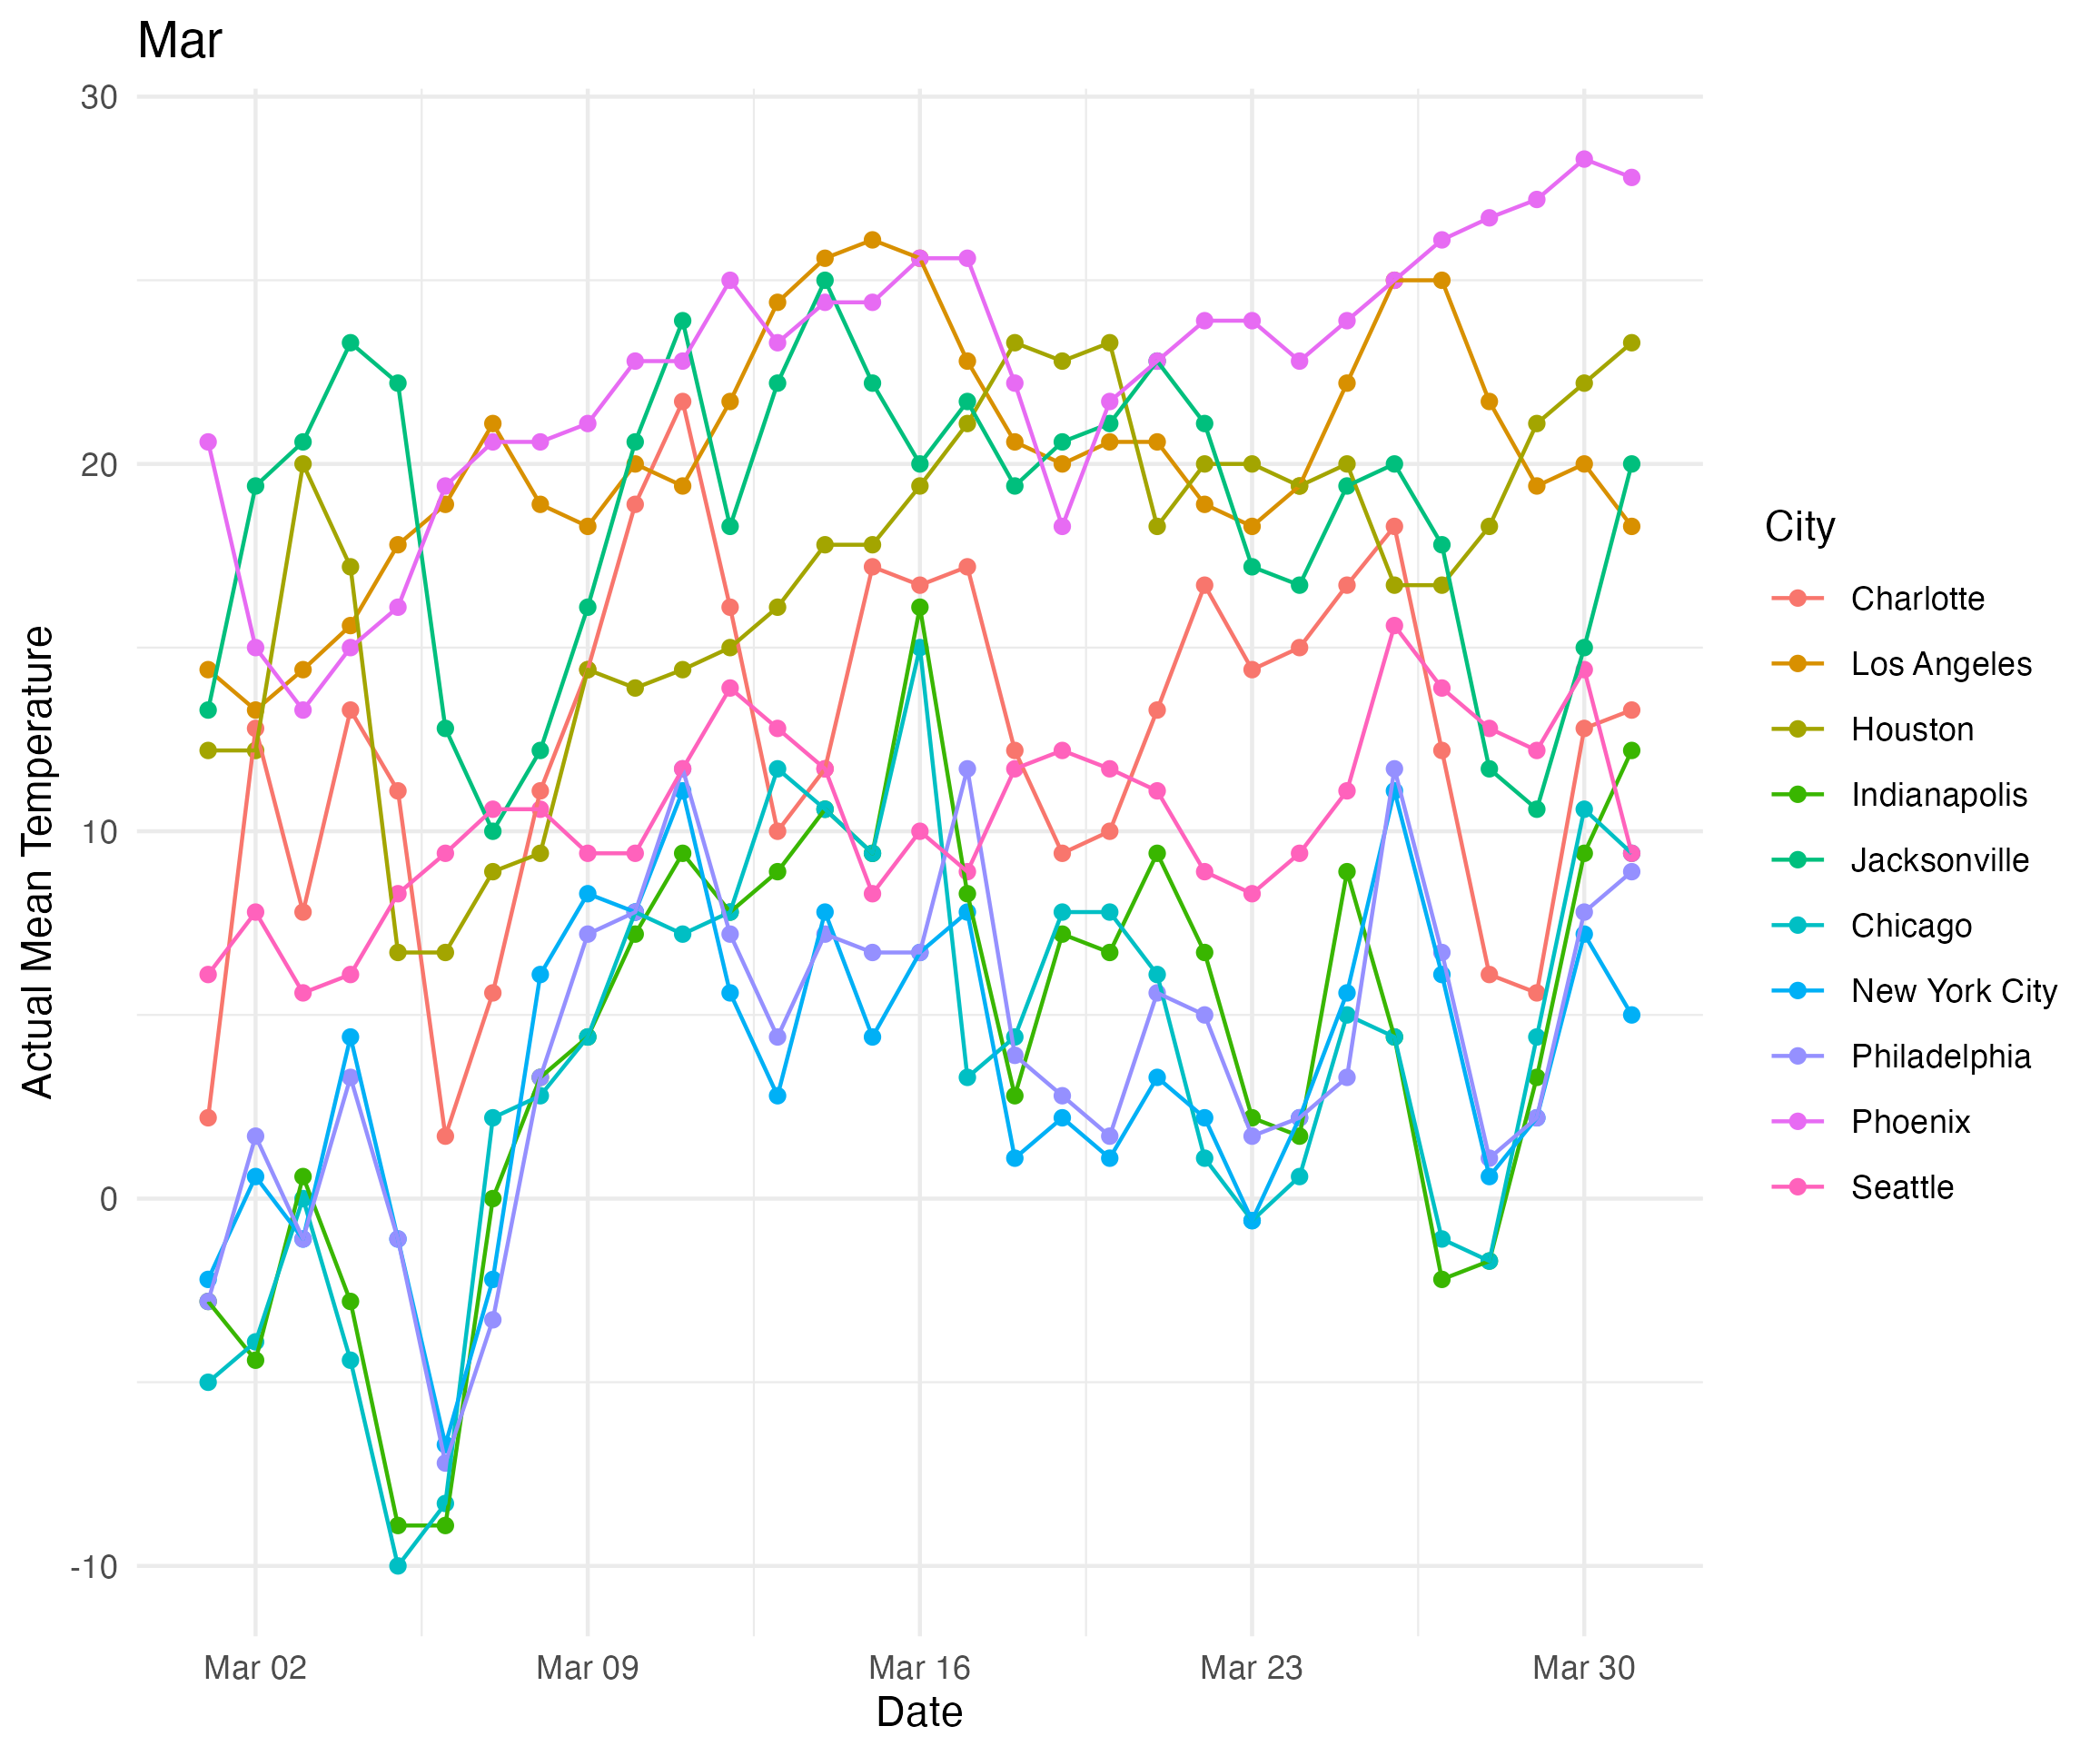 Mar
30
20
10
0
-10
Actual Mean Temperature
Mar 02
Mar 09
Mar 16
Mar 23
Mar 30
Date
City
Charlotte
Los Angeles
Houston
Indianapolis
Jacksonville
Chicago
New York City
Philadelphia
Phoenix
Seattle